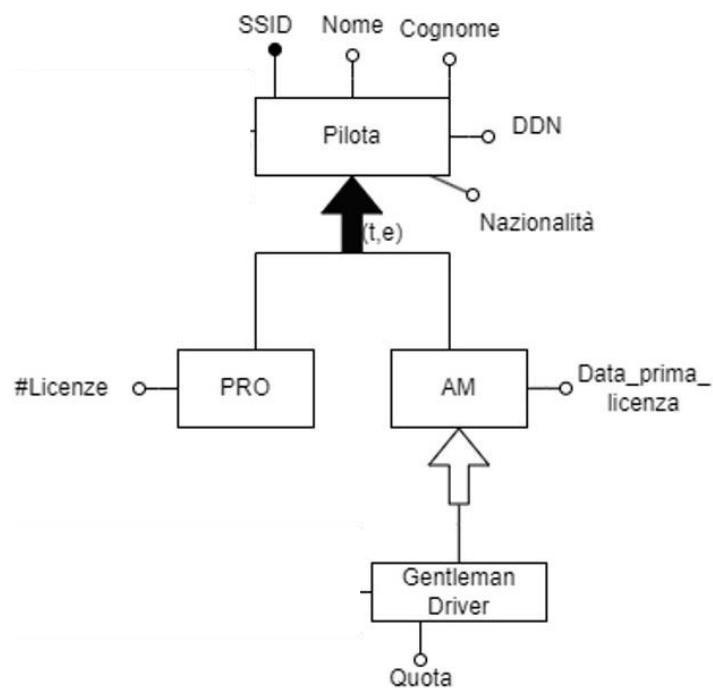 SSID
Nome
Cognome
Pilota
DDN
Nazionalità
(t,e)
#Licenze
PRO
AM
Data_prima_
licenza
Gentleman
Driver
Quota